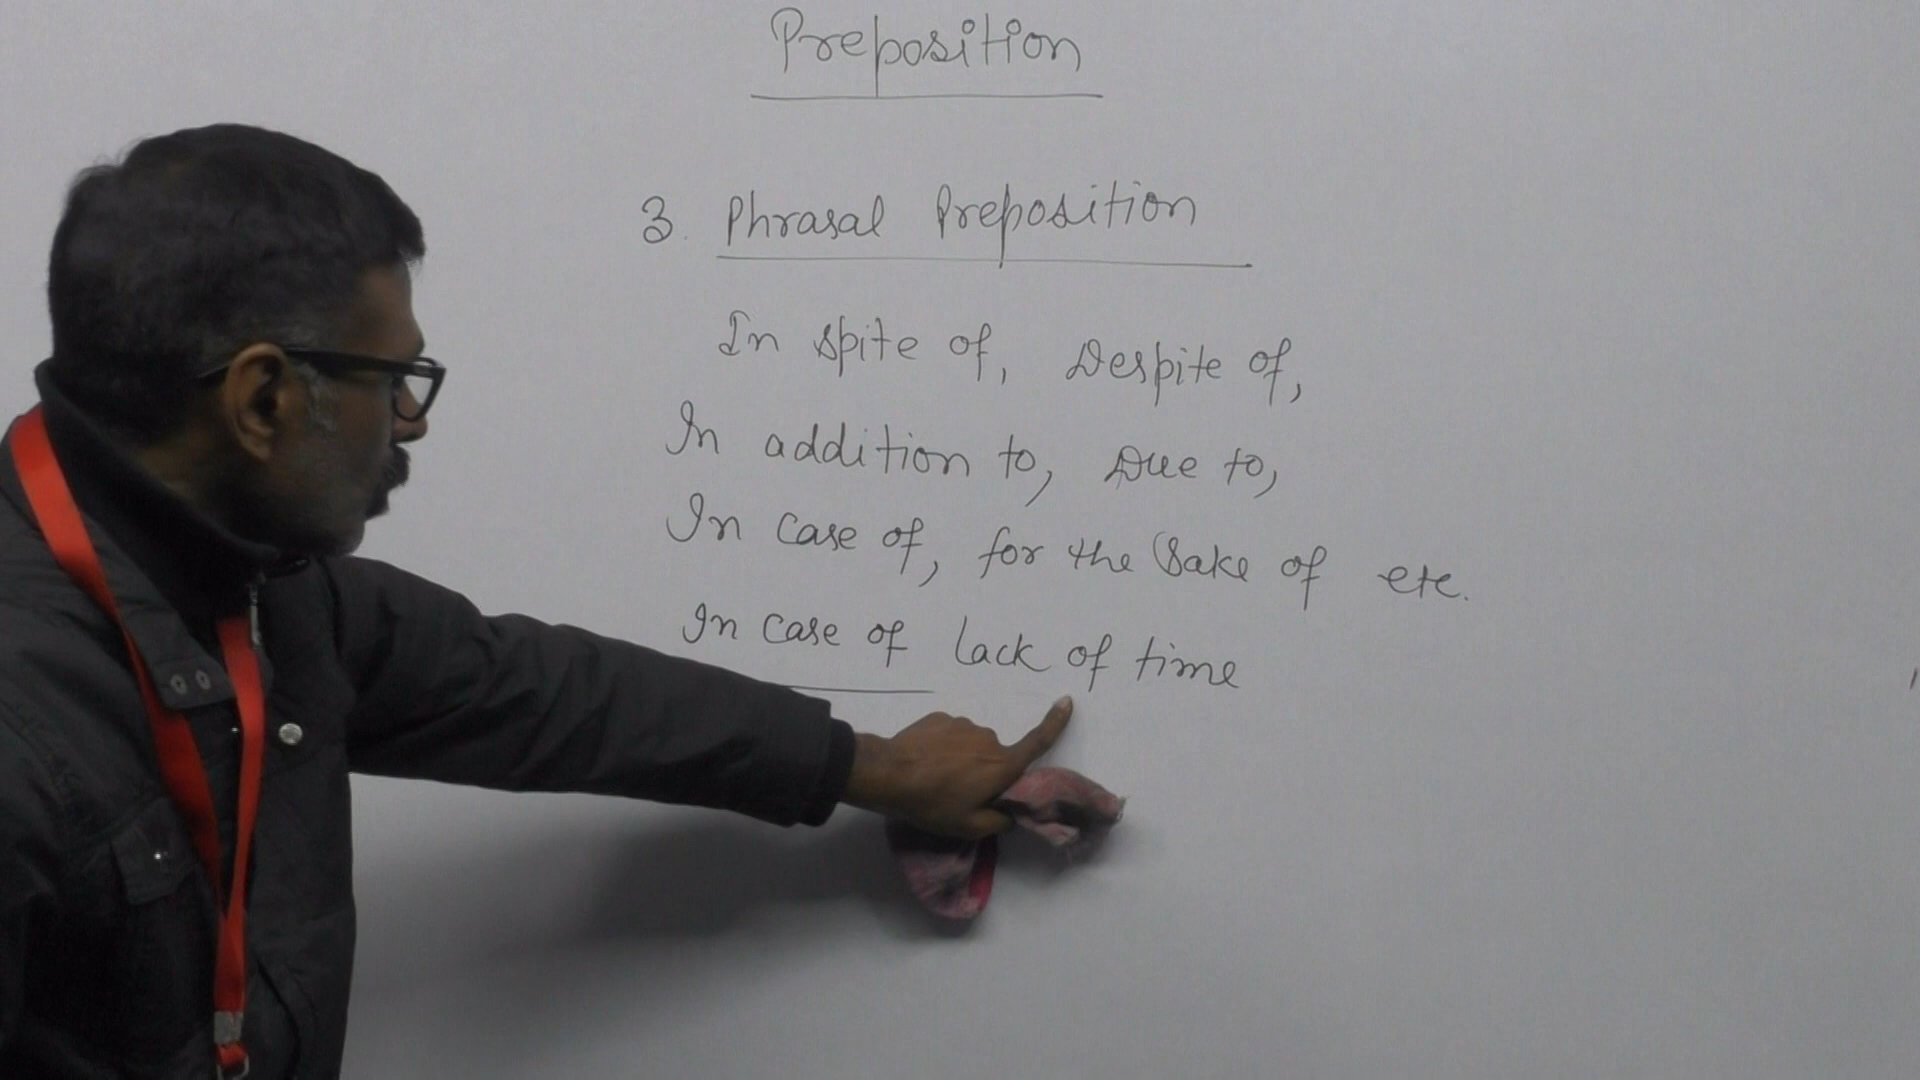 Preposition
3. Phrasal Preposition
In spite of, Despite of,
In addition to, Due to,
In case of, for the sake of etc.
In case of lack of time